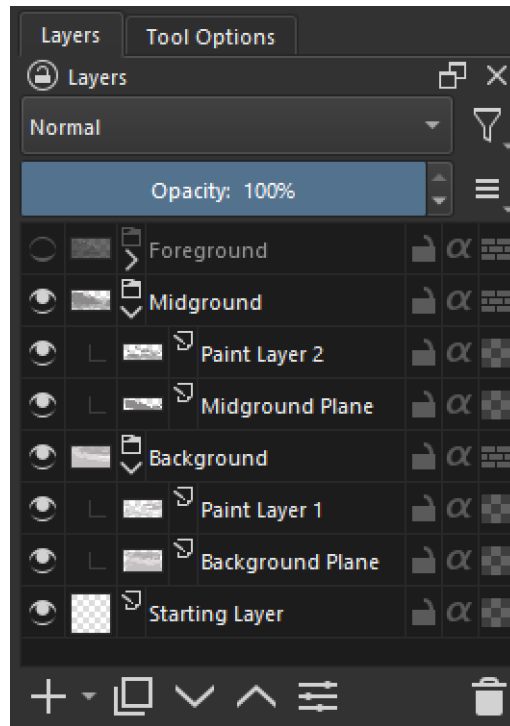 Layers Tool Options
Layers
Normal
Opacity: 100%
Foreground
Midground
Paint Layer 2
Midground Plane
Background
Paint Layer 1
Background Plane
Starting Layer